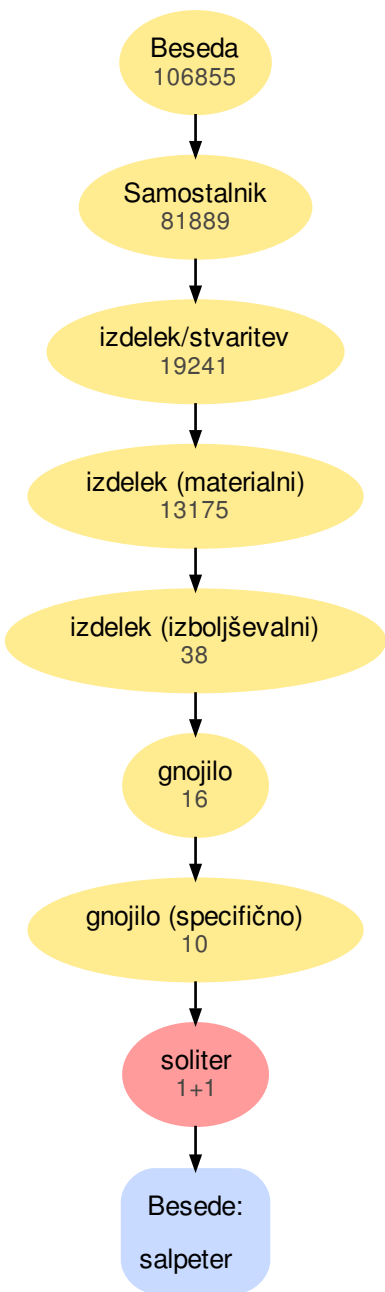 Beseda
106855
Samostalnik
81889
izdelek/stvaritev
19241
izdelek (materialni)
13175
izdelek (izboljševalni)
38
gnojilo
16
gnojilo (specifično)
10
soliter
1+1
Besede:
salpeter